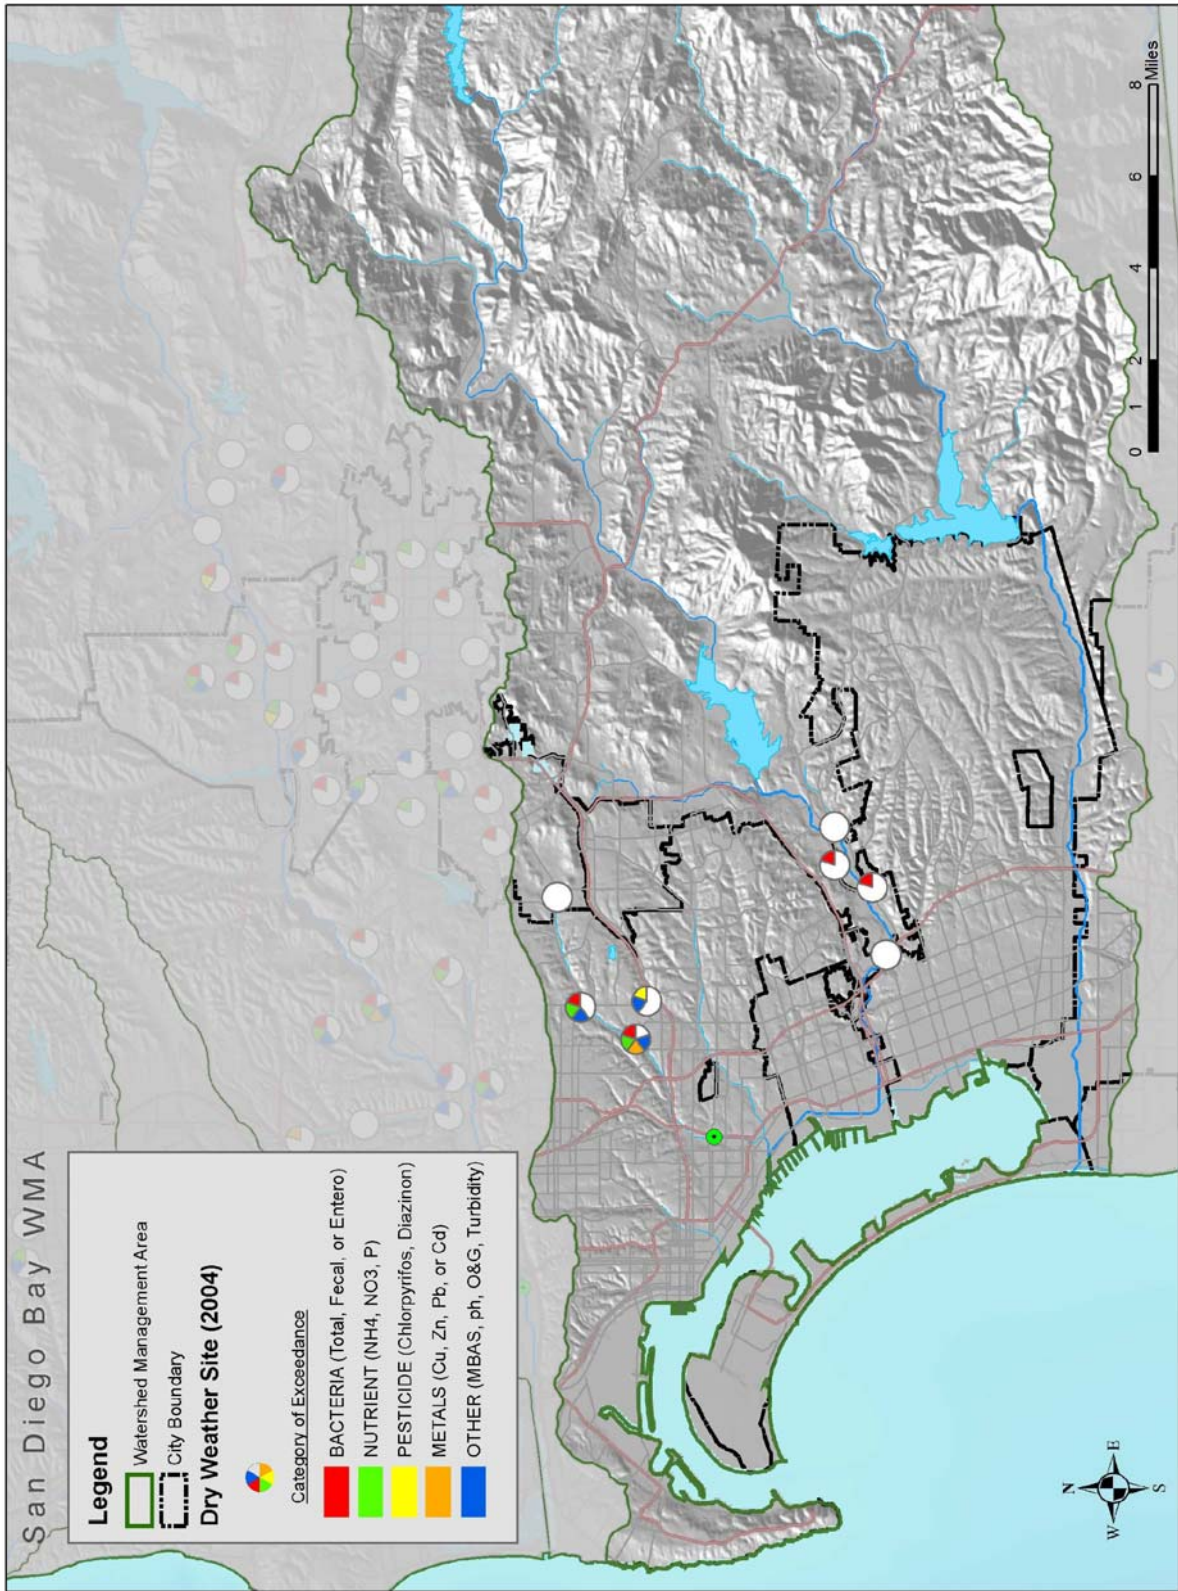 San Diego Bay WMA
Legend
Watershed Management Area
City Boundary
Dry Weather Site (2004)
Category of Exceedance
BACTERIA (Total, Fecal, or Entero)
NUTRIENT (NH4, NO3, P)
PESTICIDE (Chlorpyrifos, Diazinon)
METALS (Cu, Zn, Pb, or Cd)
OTHER (MBAS, ph, O&G, Turbidity)
N
W E
S
0 1 2 4 6 8
Miles